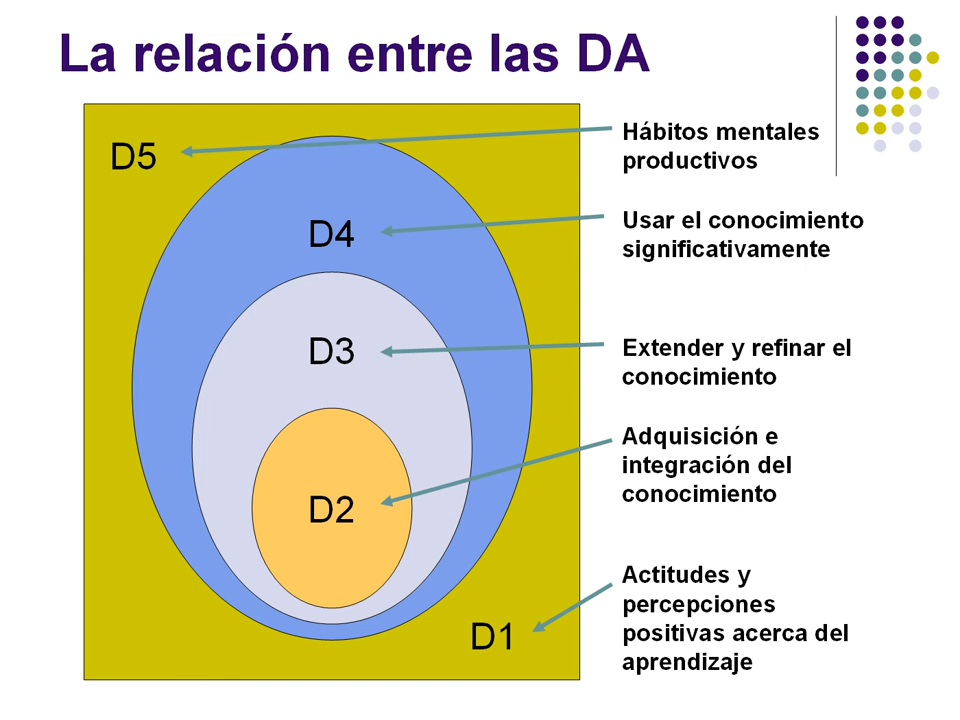 La relación entre las DA
D5
Hábitos mentales
productivos
D4
Usar el conocimiento
significativamente
D3
Extender y refinar el
conocimiento
Adquisición e
integración del
conocimiento
D2
Actitudes y
percepciones
positivas acerca del
aprendizaje
D1